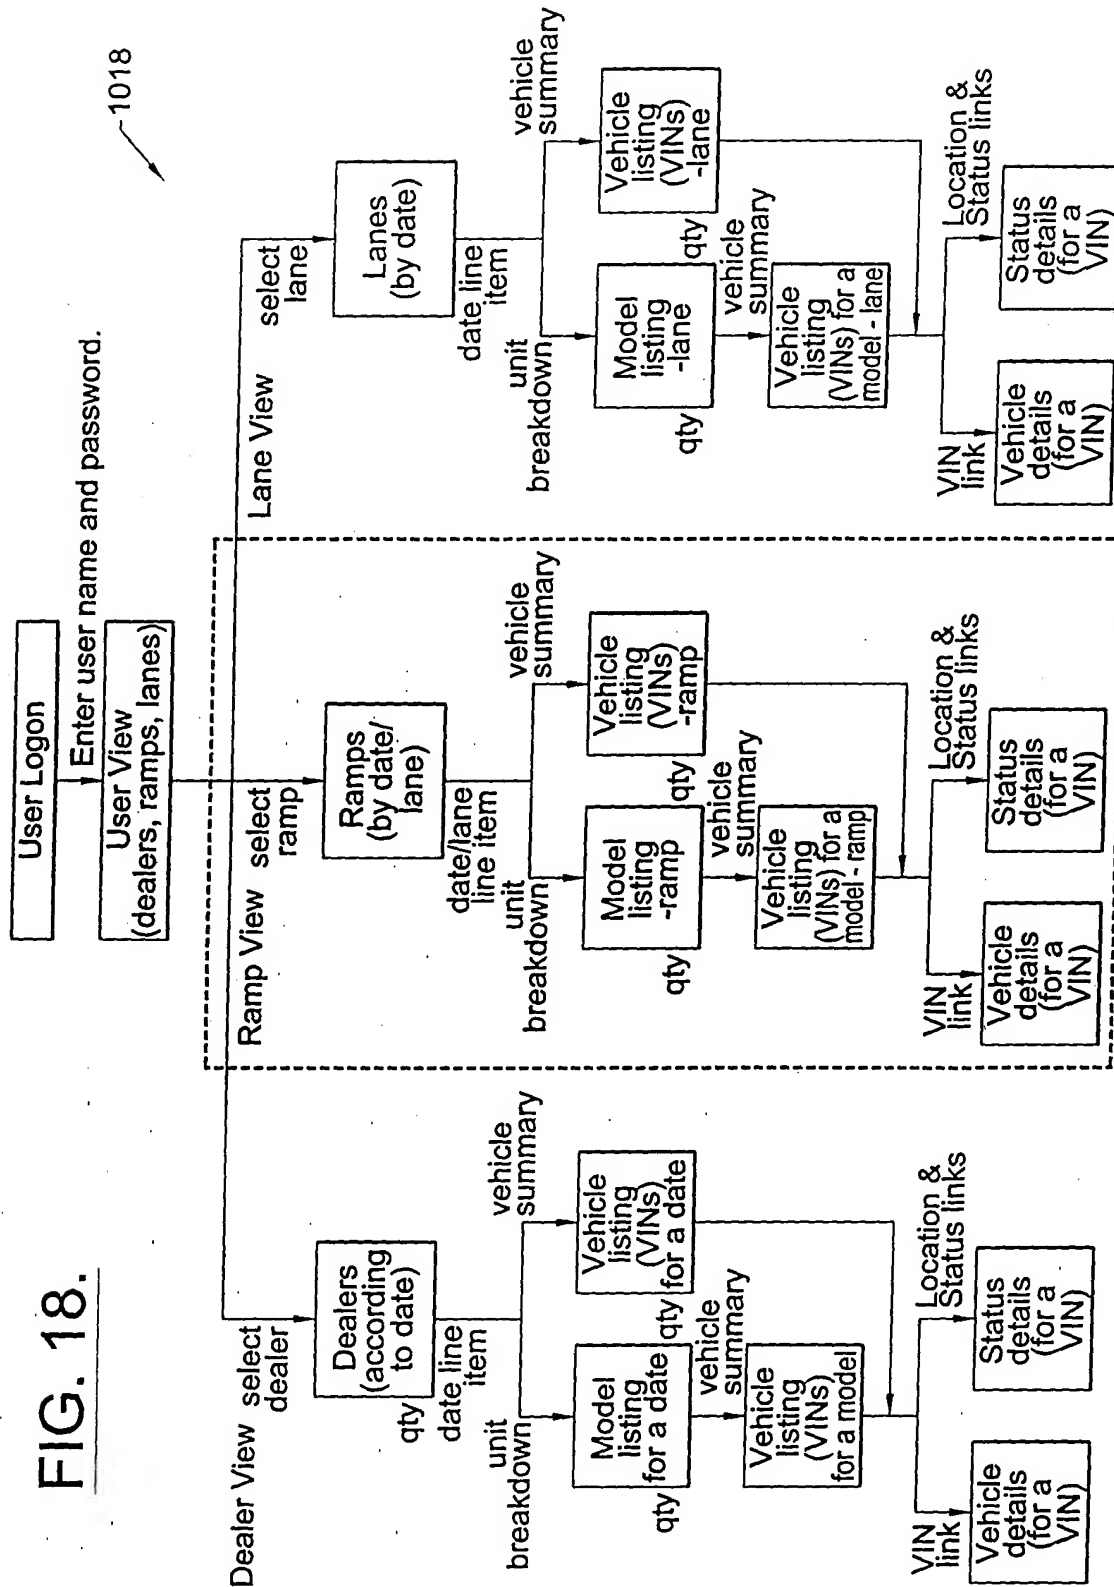 FIG. 18.
1018
User Logon
Enter user name and password.
User View
(dealers, ramps, lanes)
Dealer View
select
dealer
Dealers
(according
to date)
qty
date line
item
unit
breakdown
vehicle
summary
Model
listing
for a date
qty
Vehicle
listing
(VINs)
for a date
qty
vehicle
summary
Vehicle
listing
(VINs)
for a model
VIN
link
Location &
Status links
Vehicle
details
(for a
VIN)
Status
details
(for a
VIN)
Ramp View
select
ramp
Ramps
(by date/
lane)
date/lane
line item
unit
breakdown
vehicle
summary
Model
listing
-ramp
qty
Vehicle
listing
(VINs)
-ramp
qty
vehicle
summary
Vehicle
listing
(VINs) for a
model - ramp
VIN
link
Location &
Status links
Vehicle
details
(for a
VIN)
Status
details
(for a
VIN)
Lane View
select
lane
Lanes
(by date)
date line
item
unit
breakdown
vehicle
summary
Model
listing
-lane
qty
Vehicle
listing
(VINs)
-lane
qty
vehicle
summary
Vehicle
listing
(VINs) for a
model - lane
VIN
link
Location &
Status links
Vehicle
details
(for a
VIN)
Status
details
(for a
VIN)